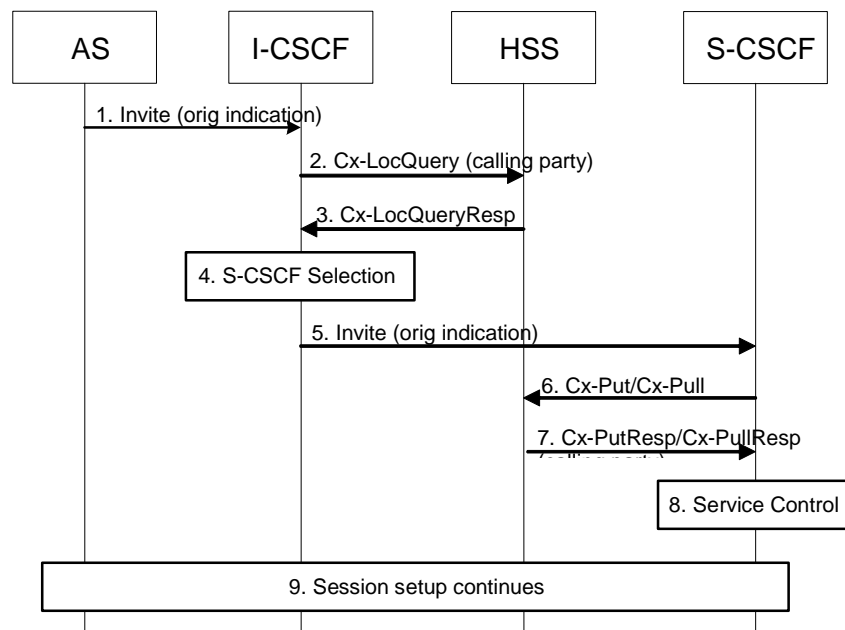 AS
I-CSCF
HSS
S-CSCF
1. Invite (orig indication)
2. Cx-LocQuery (calling party)
3. Cx-LocQueryResp
4. S-CSCF Selection
5. Invite (orig indication)
6. Cx-Put/Cx-Pull
7. Cx-PutResp/Cx-PullResp
(calling party)
8. Service Control
9. Session setup continues